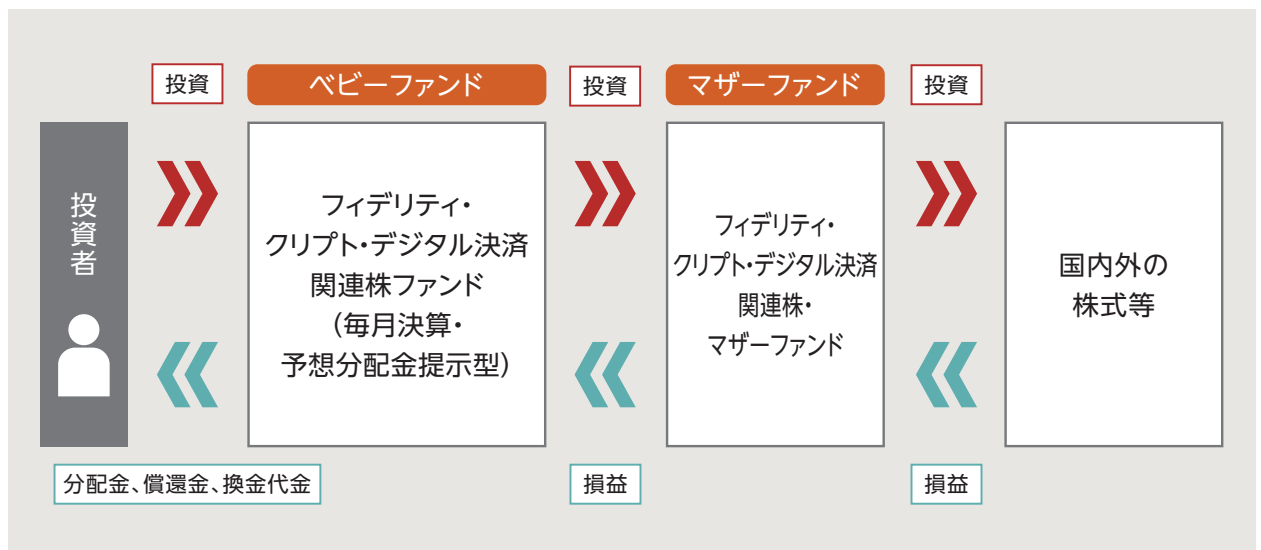 投資
ベビーファンド
投資
マザーファンド
投資
投資者
フィデリティ・
クリプト・デジタル決済
関連株ファンド
(毎月決算・
予想分配金提示型)
フィデリティ・
クリプト・デジタル決済
関連株・
マザーファンド
国内外の
株式等
分配金、償還金、換金代金
損益
損益